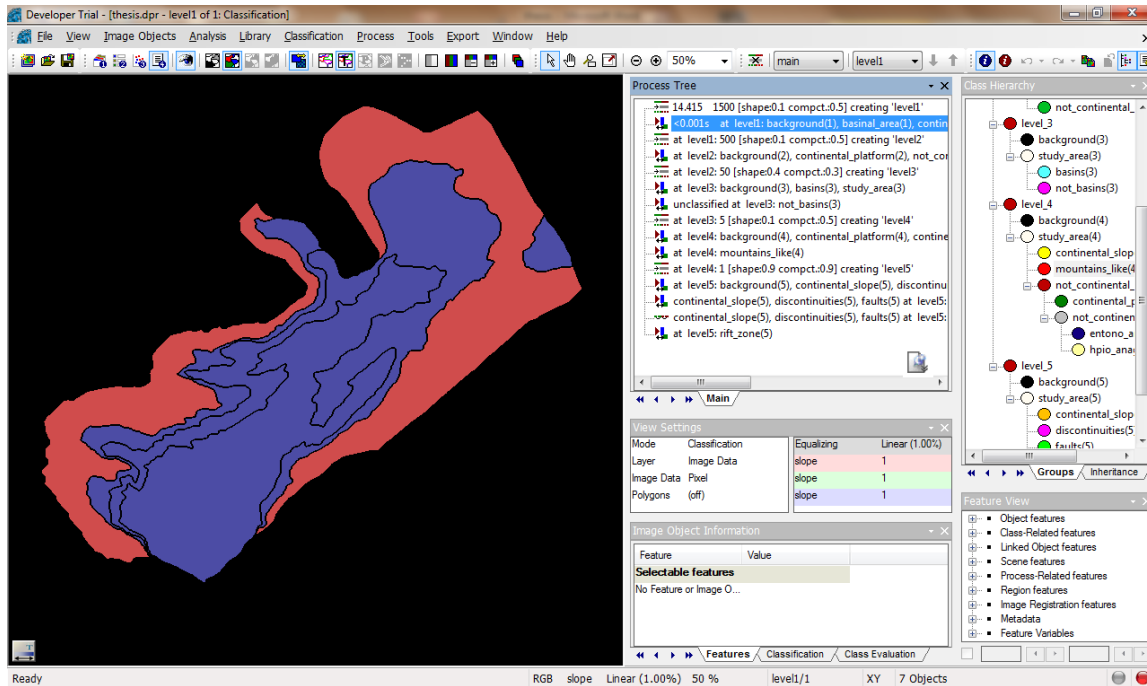 Developer Trial - [thesis.dpr - level1 of 1: Classification]
File View Image Objects Analysis Library Classification Process Tools Export Window Help
50% main level1
Process Tree
14.415 1500 [shape:0.1 compct.:0.5] creating 'level1'
<0.001s at level1: background(1), basinal_area(1), contin
at level1: 500 [shape:0.1 compct.:0.5] creating 'level2'
at level2: background(2), continental_platform(2), not_cor
at level2: 50 [shape:0.4 compct.:0.3] creating 'level3'
at level3: background(3), basins(3), study_area(3)
unclassified at level3: not_basins(3)
at level3: 5 [shape:0.1 compct.:0.5] creating 'level4'
at level4: background(4), continental_platform(4), contine
at level4: mountains_like(4)
at level4: 1 [shape:0.9 compct.:0.9] creating 'level5'
at level5: background(5), continental_slope(5), discontinu
continental_slope(5), discontinuities(5), faults(5) at level5:
continental_slope(5), discontinuities(5), faults(5) at level5:
at level5: rift_zone(5)
Main
Class Hierarchy
not_continental_
level_3
background(3)
study_area(3)
basins(3)
not_basins(3)
level_4
background(4)
study_area(4)
continental_slop
mountains_like(4
not_continental_
continental_p
not_continen
entono_a
hpio_ana
level_5
background(5)
study_area(5)
continental_slop
discontinuities(5
faults(5)
Groups Inheritance
View Settings
Mode Classification Equalizing Linear (1.00%)
Layer Image Data slope 1
Image Data Pixel slope 1
Polygons (off) slope 1
Image Object Information
Feature Value
Selectable features
No Feature or Image O...
Features Classification Class Evaluation
Feature View
Object features
Class-Related features
Linked Object features
Scene features
Process-Related features
Region features
Image Registration features
Metadata
Feature Variables
Ready RGB slope Linear (1.00%) 50 % level1/1 XY 7 Objects